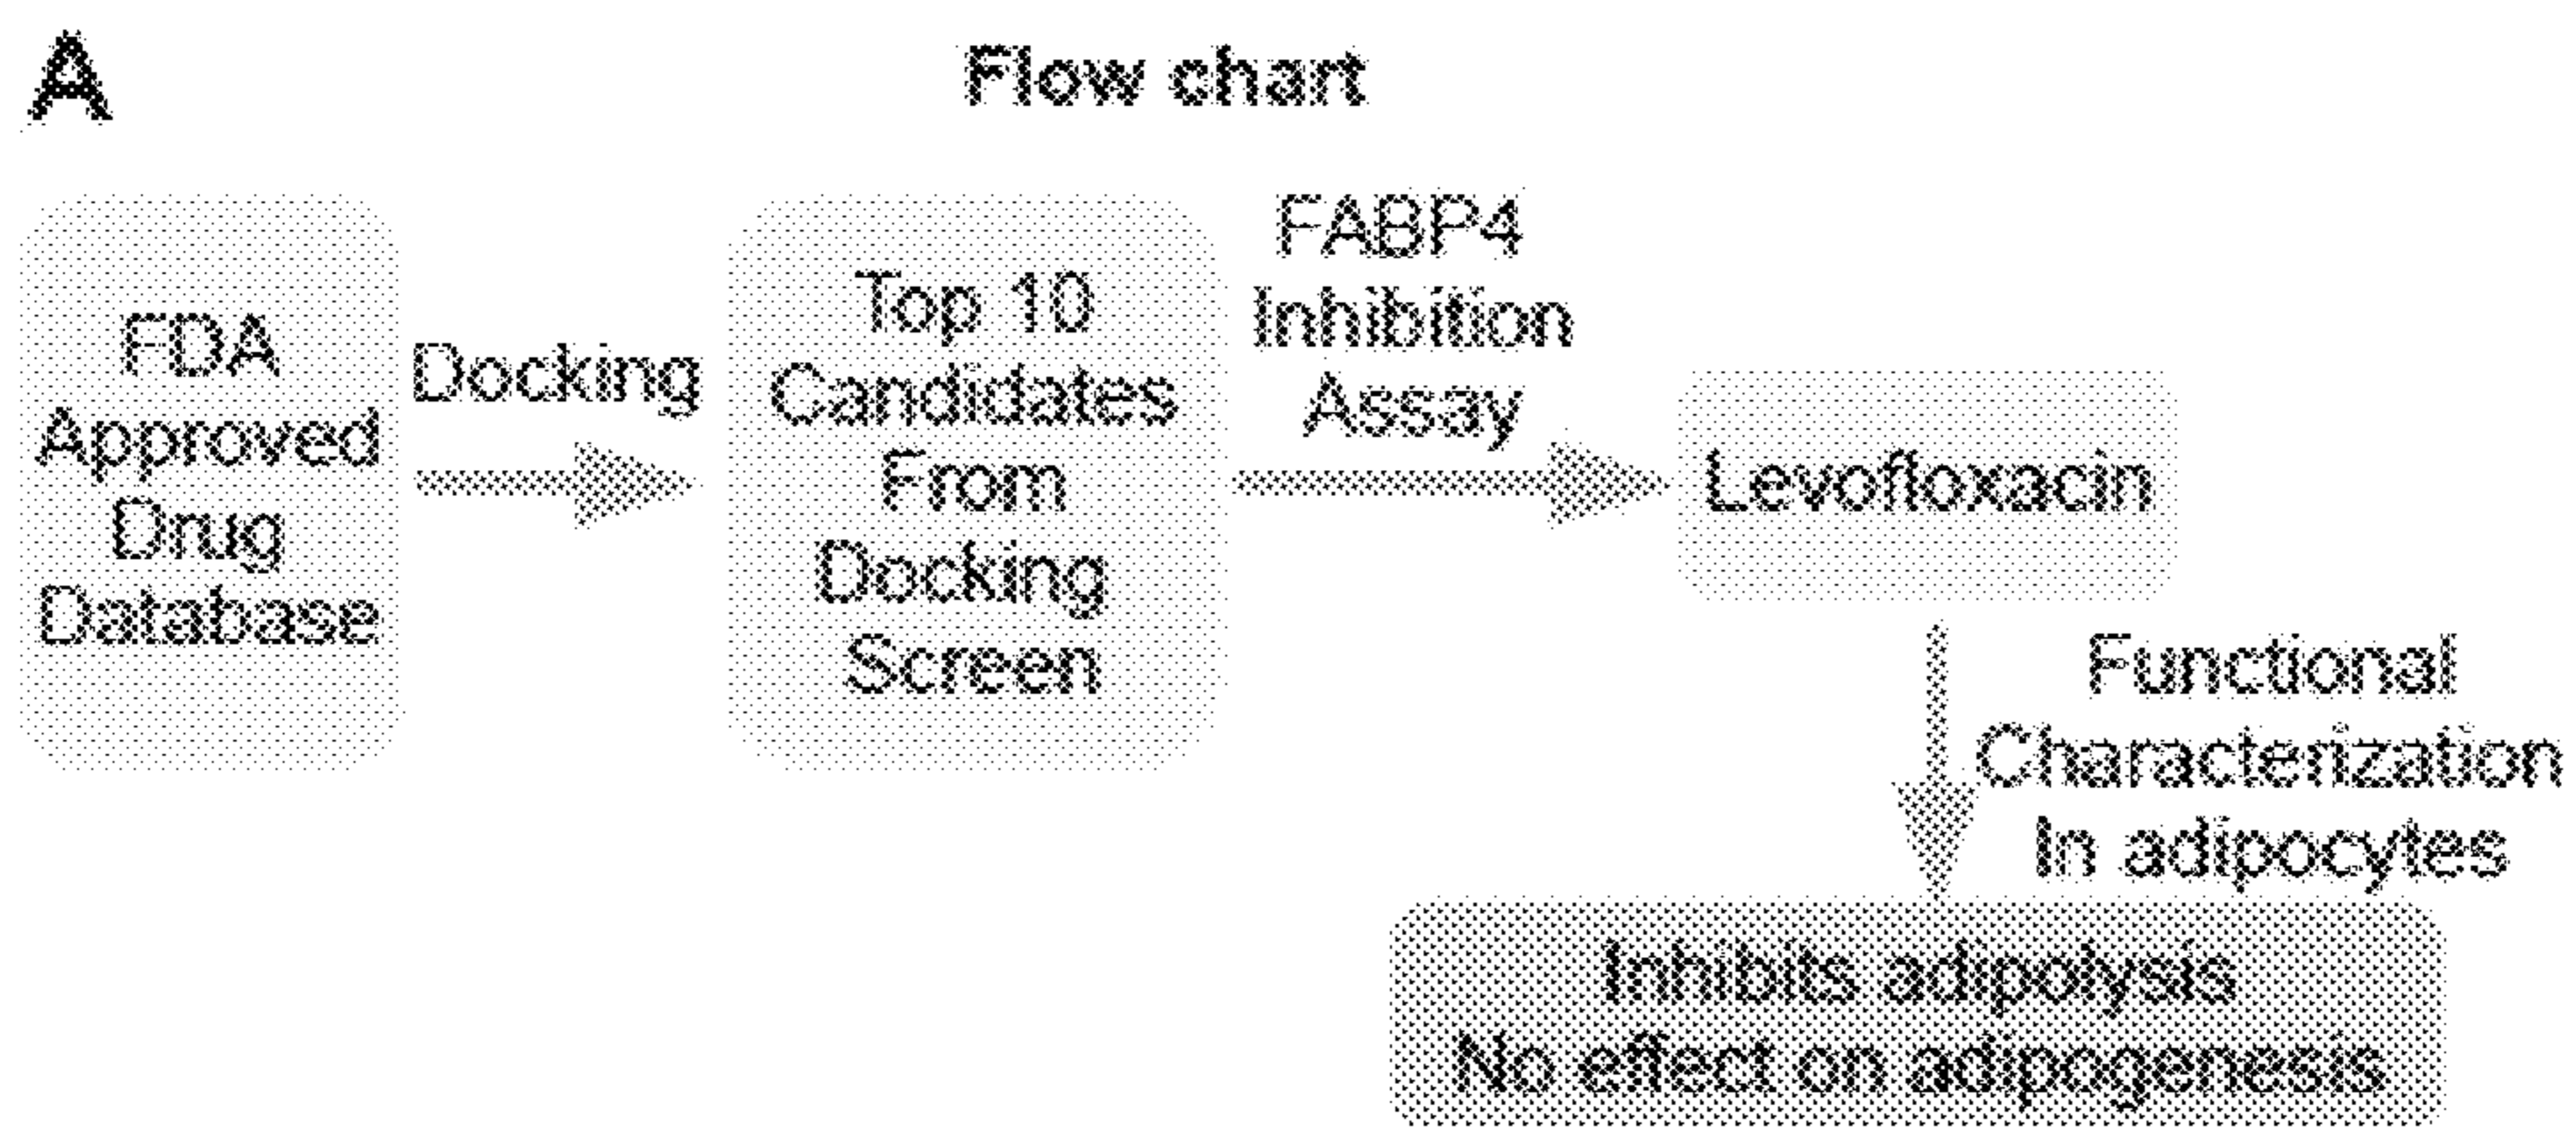 A
Flow chart
FDA
Approved
Drug
Database
Docking
Top 10
Candidates
From
Docking
Screen
FABP4
Inhibition
Assay
Levofloxacin
Functional
Characterization
In adipocytes
Inhibits adipolysis
No effect on adipogenesis